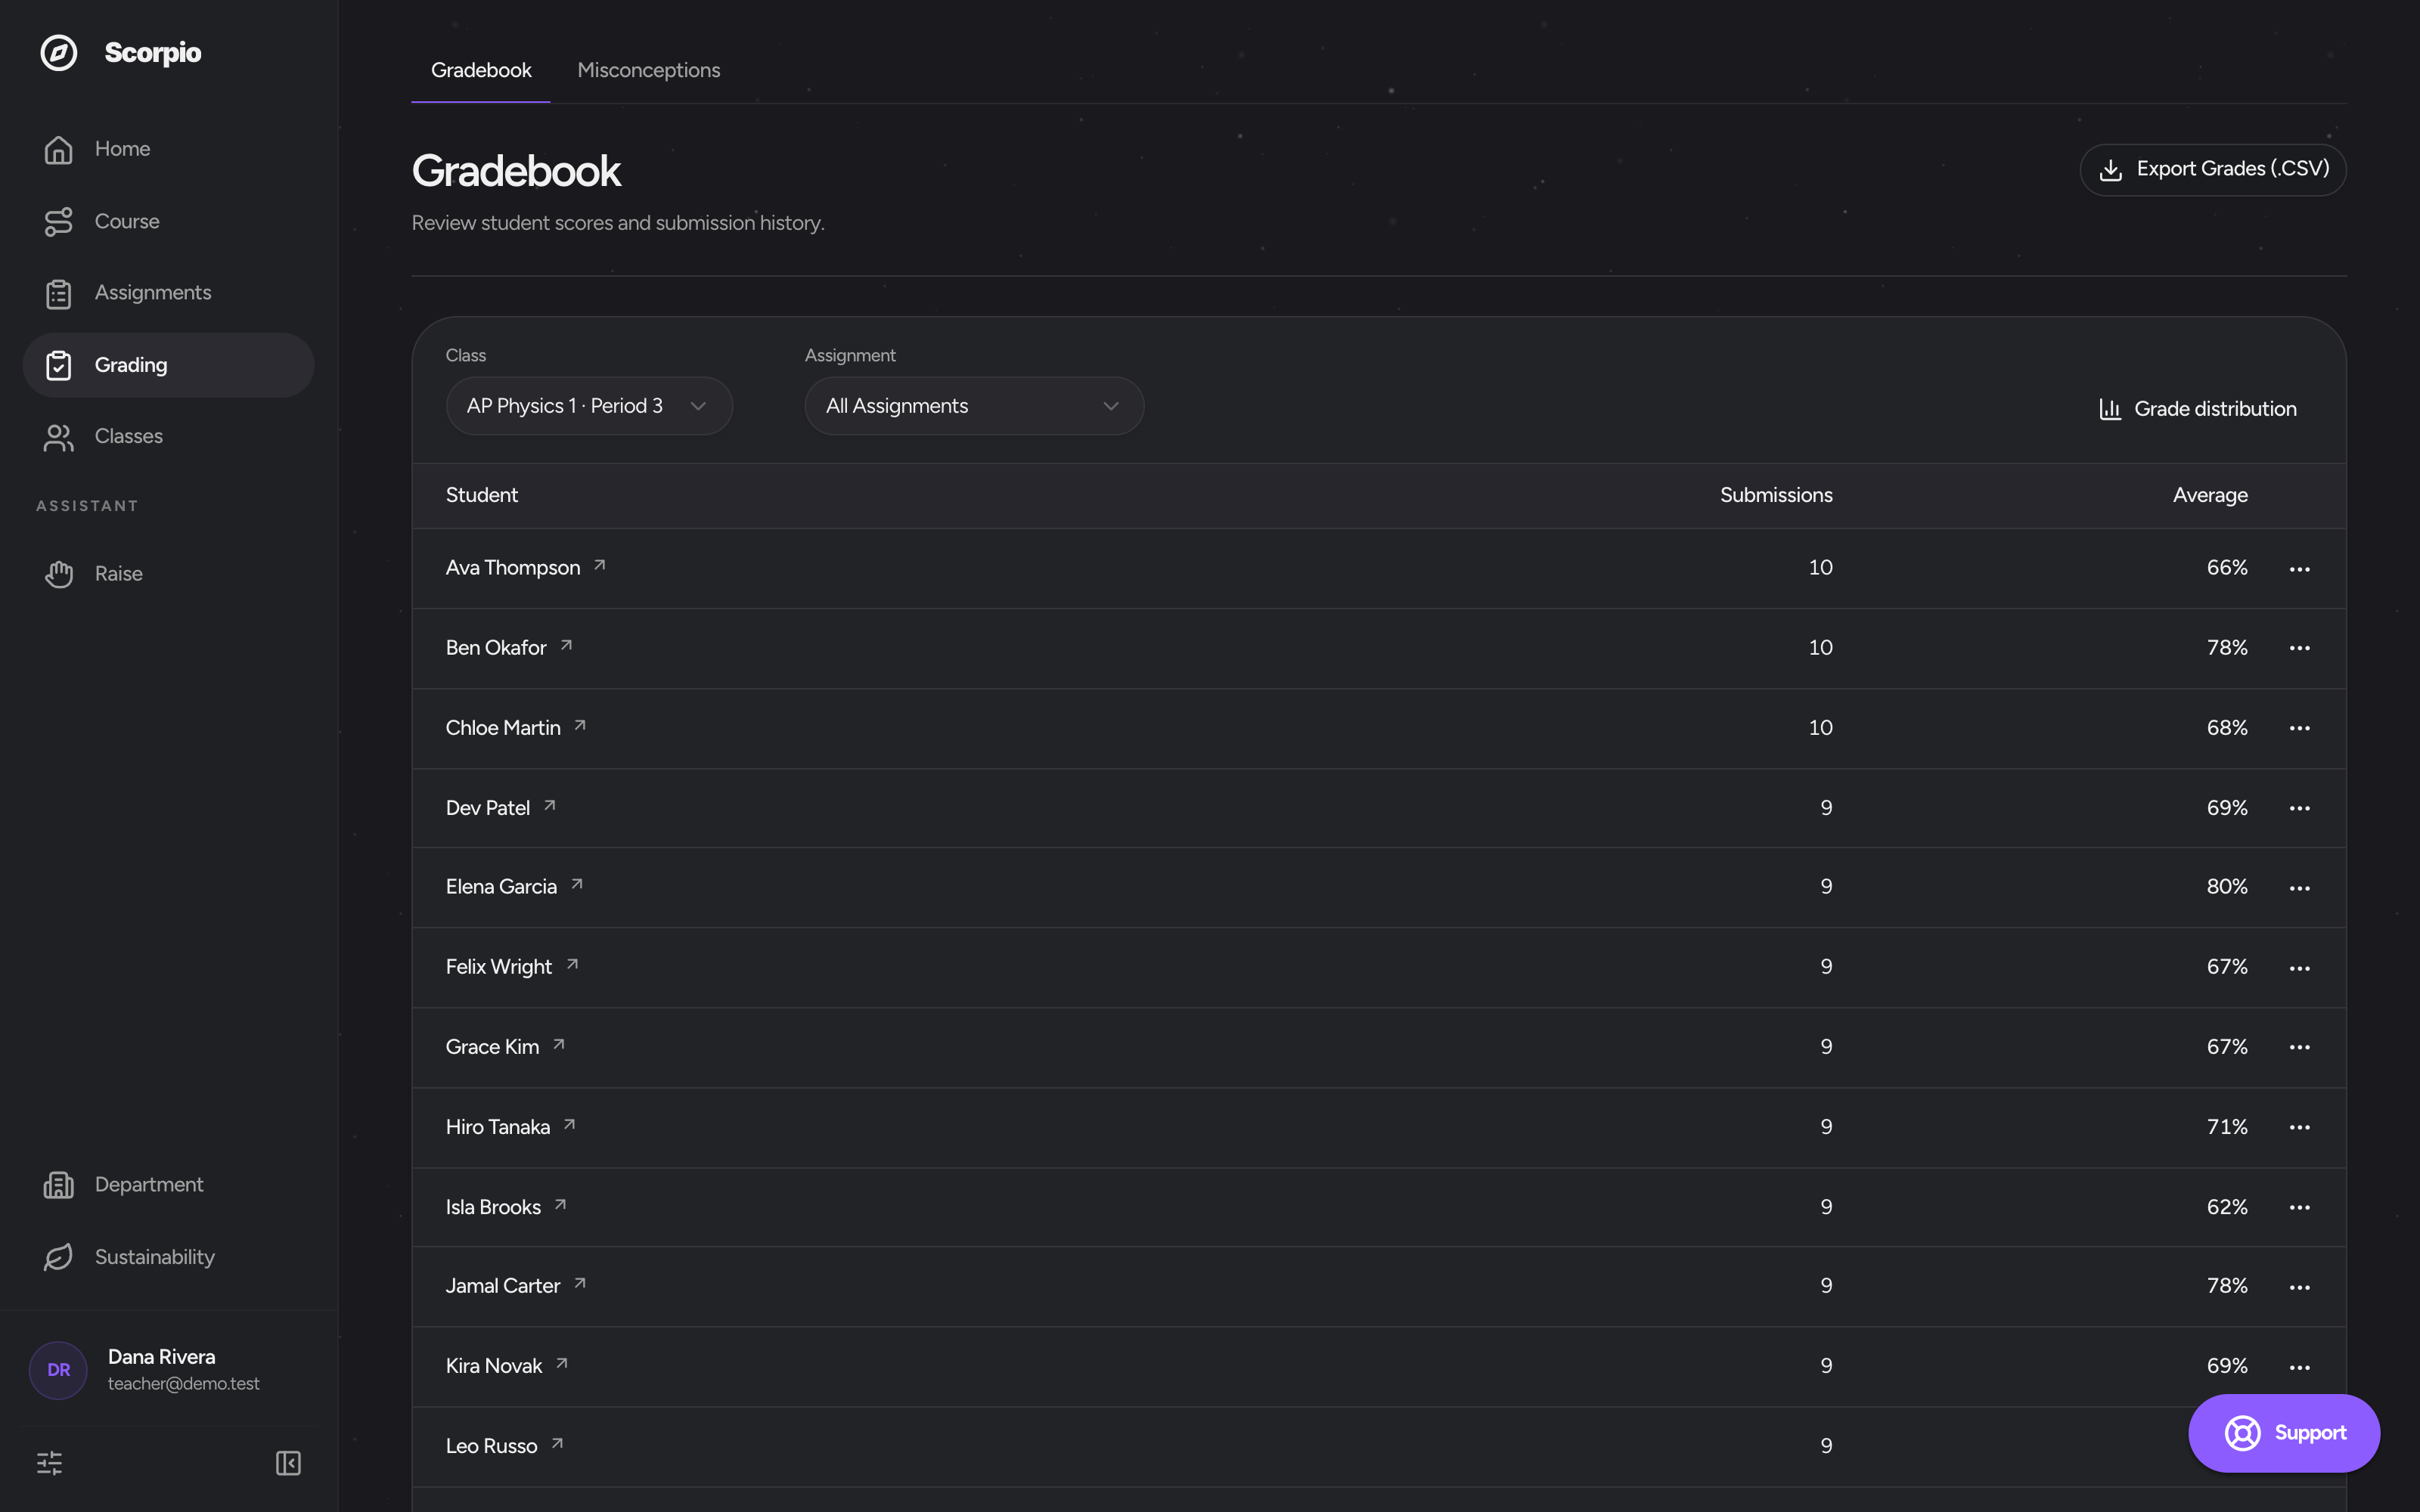 Scorpio
Home
Course
Assignments
Grading
Classes
ASSISTANT
Raise
Department
Sustainability
DR
Dana Rivera
teacher@demo.test
Gradebook Misconceptions
Gradebook
Export Grades (.CSV)
Review student scores and submission history.
Class Assignment
AP Physics 1 · Period 3 All Assignments Grade distribution
Student Submissions Average
Ava Thompson 10 66%
Ben Okafor 10 78%
Chloe Martin 10 68%
Dev Patel 9 69%
Elena Garcia 9 80%
Felix Wright 9 67%
Grace Kim 9 67%
Hiro Tanaka 9 71%
Isla Brooks 9 62%
Jamal Carter 9 78%
Kira Novak 9 69%
Leo Russo 9
Support